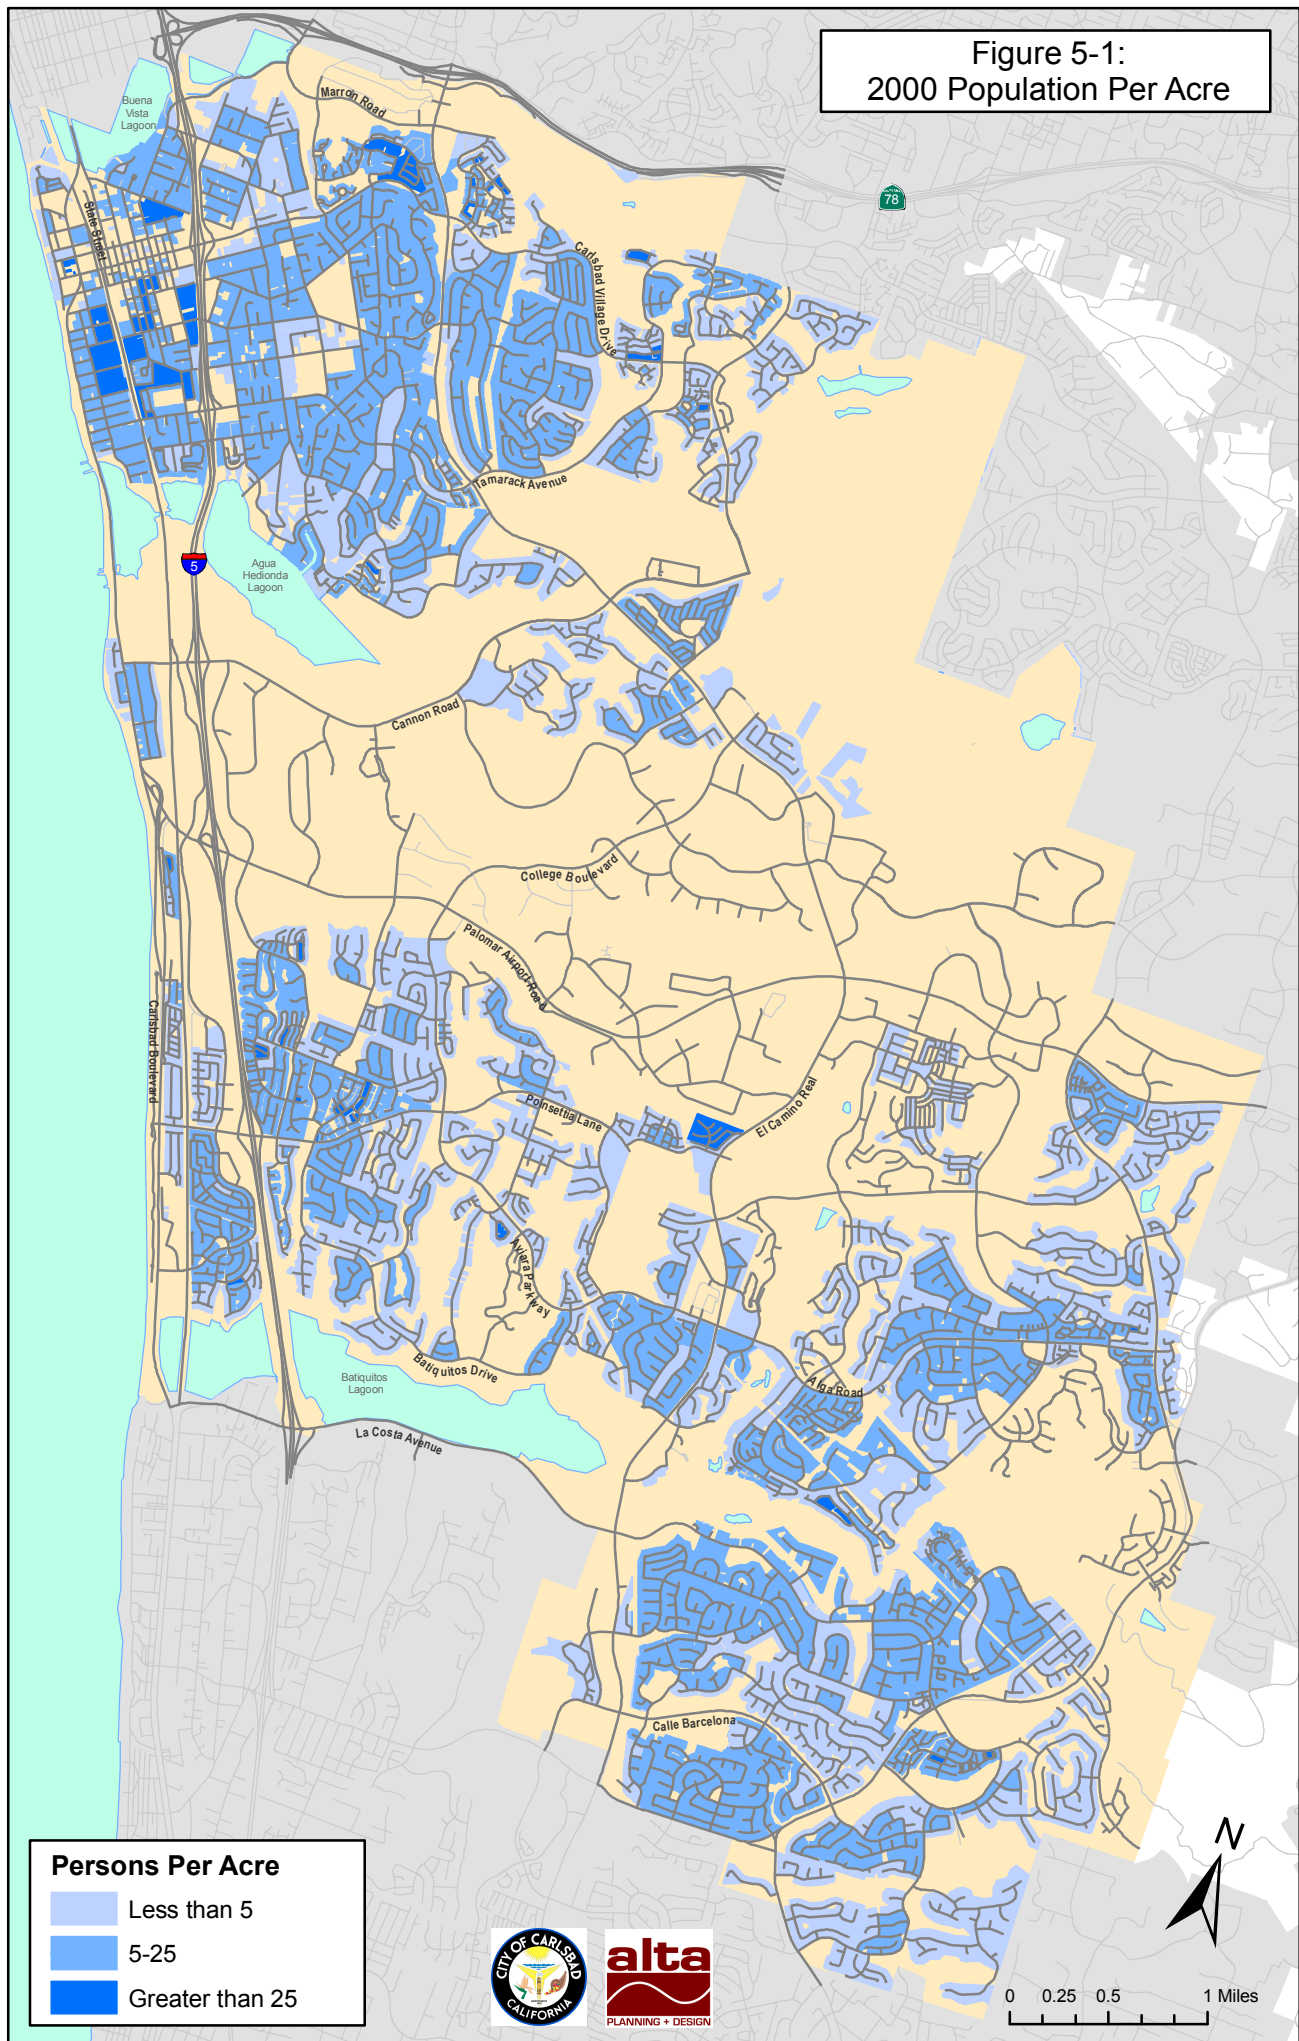 Figure 5-1:
2000 Population Per Acre
Buena
Vista
Lagoon
Marron Road
78
State Street
Carlsbad Village Drive
Tamarack Avenue
5
Agua
Hedionda
Lagoon
Cannon Road
College Boulevard
Palomar Airport Road
Carlsbad Boulevard
Poinsettia Lane
El Camino Real
Aviara Parkway
Batiquitos Drive
Batiquitos
Lagoon
Alga Road
La Costa Avenue
Calle Barcelona
Persons Per Acre
Less than 5
5-25
Greater than 25
CITY OF CARLSBAD
CALIFORNIA
alta
PLANNING + DESIGN
N
0 0.25 0.5 1 Miles